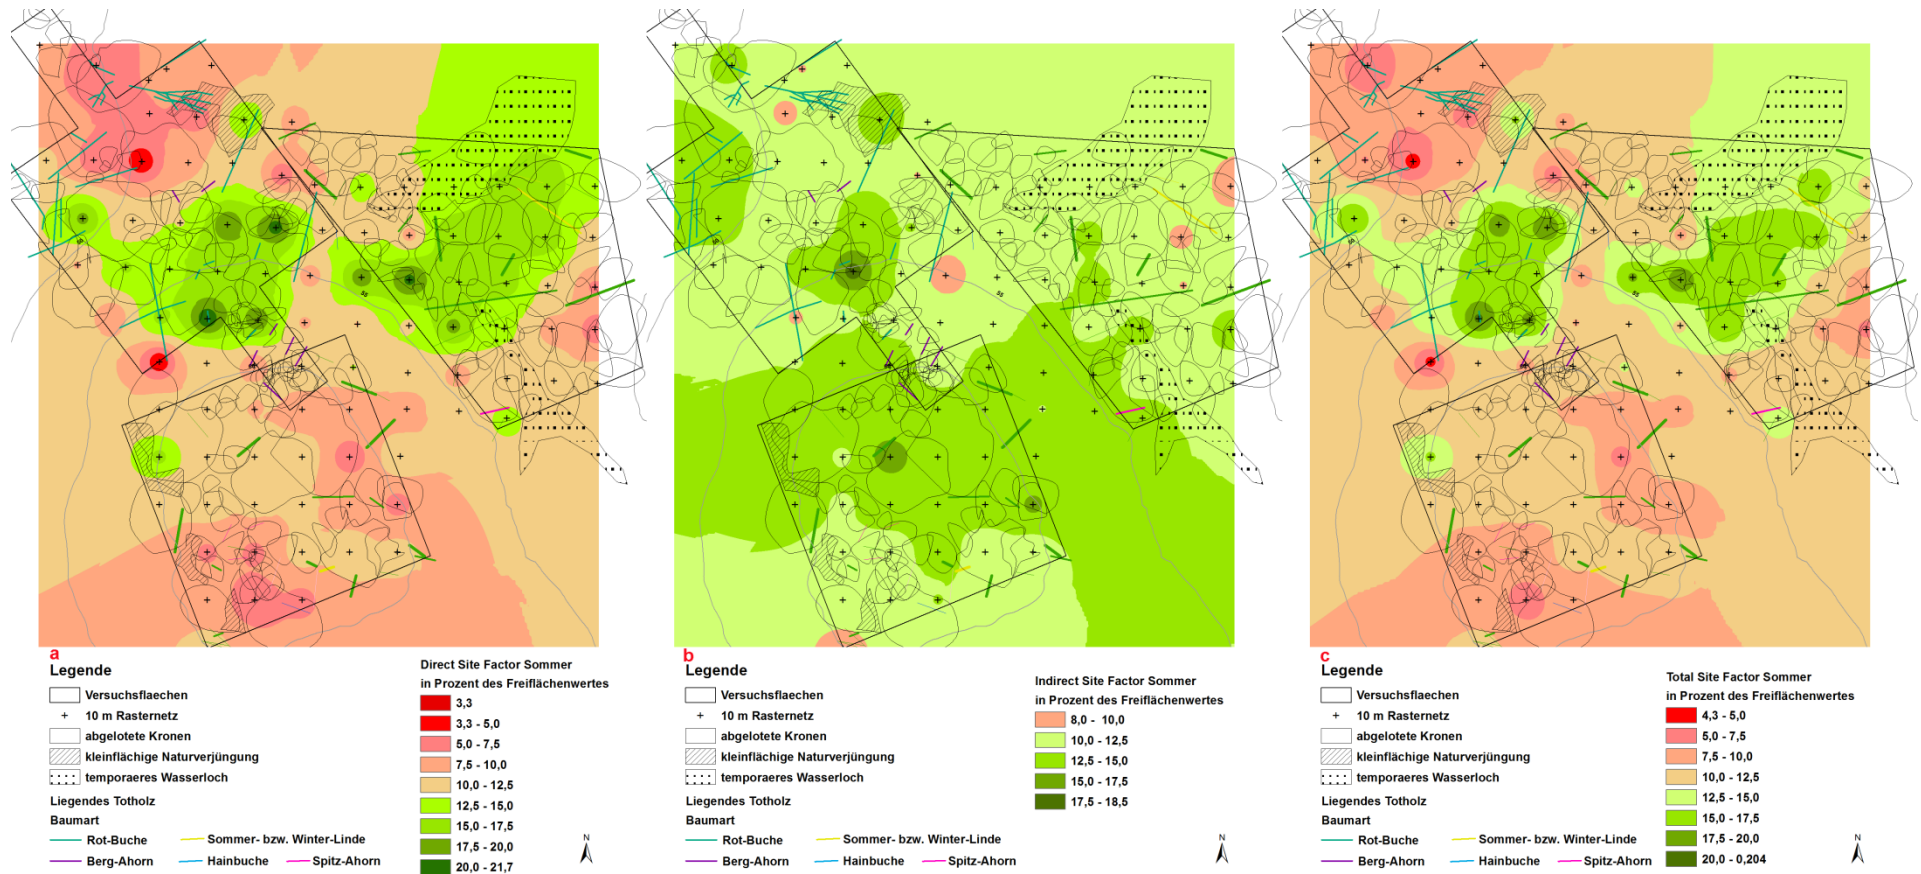 a
Legende
Versuchsflaechen
10 m Rasternetz
abgelotete Kronen
kleinflächige Naturverjüngung
temporaeres Wasserloch
Liegendes Totholz
Baumart
Rot-Buche
Sommer- bzw. Winter-Linde
Berg-Ahorn
Hainbuche
Spitz-Ahorn
Direct Site Factor Sommer
in Prozent des Freiflächenwertes
3,3
3,3 - 5,0
5,0 - 7,5
7,5 - 10,0
10,0 - 12,5
12,5 - 15,0
15,0 - 17,5
17,5 - 20,0
20,0 - 21,7
N
b
Legende
Versuchsflaechen
10 m Rasternetz
abgelotete Kronen
kleinflächige Naturverjüngung
temporaeres Wasserloch
Liegendes Totholz
Baumart
Rot-Buche
Sommer- bzw. Winter-Linde
Berg-Ahorn
Hainbuche
Spitz-Ahorn
Indirect Site Factor Sommer
in Prozent des Freiflächenwertes
8,0 - 10,0
10,0 - 12,5
12,5 - 15,0
15,0 - 17,5
17,5 - 18,5
N
c
Legende
Versuchsflaechen
10 m Rasternetz
abgelotete Kronen
kleinflächige Naturverjüngung
temporaeres Wasserloch
Liegendes Totholz
Baumart
Rot-Buche
Sommer- bzw. Winter-Linde
Berg-Ahorn
Hainbuche
Spitz-Ahorn
Total Site Factor Sommer
in Prozent des Freiflächenwertes
4,3 - 5,0
5,0 - 7,5
7,5 - 10,0
10,0 - 12,5
12,5 - 15,0
15,0 - 17,5
17,5 - 20,0
20,0 - 0,204
N